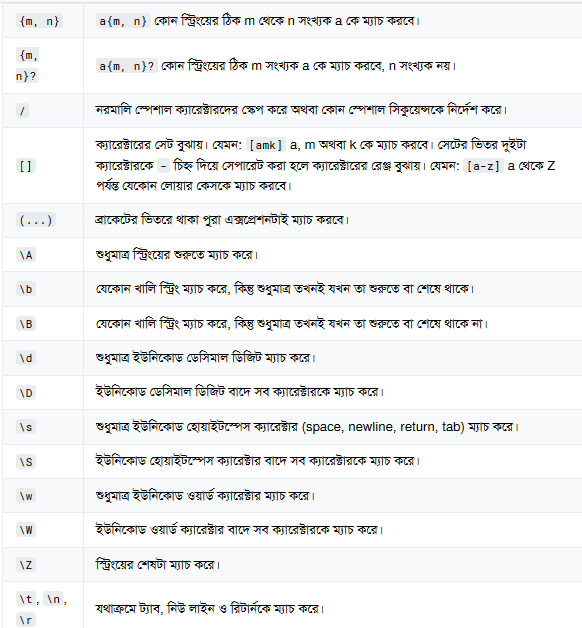 {m, n} a{m, n} কোন স্ট্রিংয়ের ঠিক m থেকে n সংখ্যক a কে ম্যাচ করবে।
{m,
n}? a{m, n}? কোন স্ট্রিংয়ের ঠিক m সংখ্যক a কে ম্যাচ করবে, n সংখ্যক নয়।
/ নরমালি স্পেশাল ক্যারেক্টারদের স্কেপ করে অথবা কোন স্পেশাল সিকুয়েন্সকে নির্দেশ করে।
[] ক্যারেক্টারের সেট বুঝায়। যেমন: [amk] a, m অথবা k কে ম্যাচ করবে। সেটের ভিতর দুইটা
ক্যারেক্টারকে - চিহ্ন দিয়ে সেপারেট করা হলে ক্যারেক্টারের রেঞ্জ বুঝায়। যেমন: [a-z] a থেকে Z
পর্যন্ত যেকোন লোয়ার কেসকে ম্যাচ করবে।
(...) ব্রাকেটের ভিতরে থাকা পুরা এক্সপ্রেশনটাই ম্যাচ করবে।
\A শুধুমাত্র স্ট্রিংয়ের শুরুতে ম্যাচ করে।
\b যেকোন খালি স্ট্রিং ম্যাচ করে, কিন্তু শুধুমাত্র তখনই যখন তা শুরুতে বা শেষে থাকে।
\B যেকোন খালি স্ট্রিং ম্যাচ করে, কিন্তু শুধুমাত্র তখনই যখন তা শুরুতে বা শেষে থাকে না।
\d শুধুমাত্র ইউনিকোড ডেসিমাল ডিজিট ম্যাচ করে।
\D ইউনিকোড ডেসিমাল ডিজিট বাদে সব ক্যারেক্টারকে ম্যাচ করে।
\s শুধুমাত্র ইউনিকোড হোয়াইটস্পেস ক্যারেক্টার (space, newline, return, tab) ম্যাচ করে।
\S ইউনিকোড হোয়াইটস্পেস ক্যারেক্টার বাদে সব ক্যারেক্টারকে ম্যাচ করে।
\w শুধুমাত্র ইউনিকোড ওয়ার্ড ক্যারেক্টার ম্যাচ করে।
\W ইউনিকোড ওয়ার্ড ক্যারেক্টার বাদে সব ক্যারেক্টারকে ম্যাচ করে।
\Z স্ট্রিংয়ের শেষটা ম্যাচ করে।
\t, \n,
\r যথাক্রমে ট্যাব, নিউ লাইন ও রিটার্নকে ম্যাচ করে।